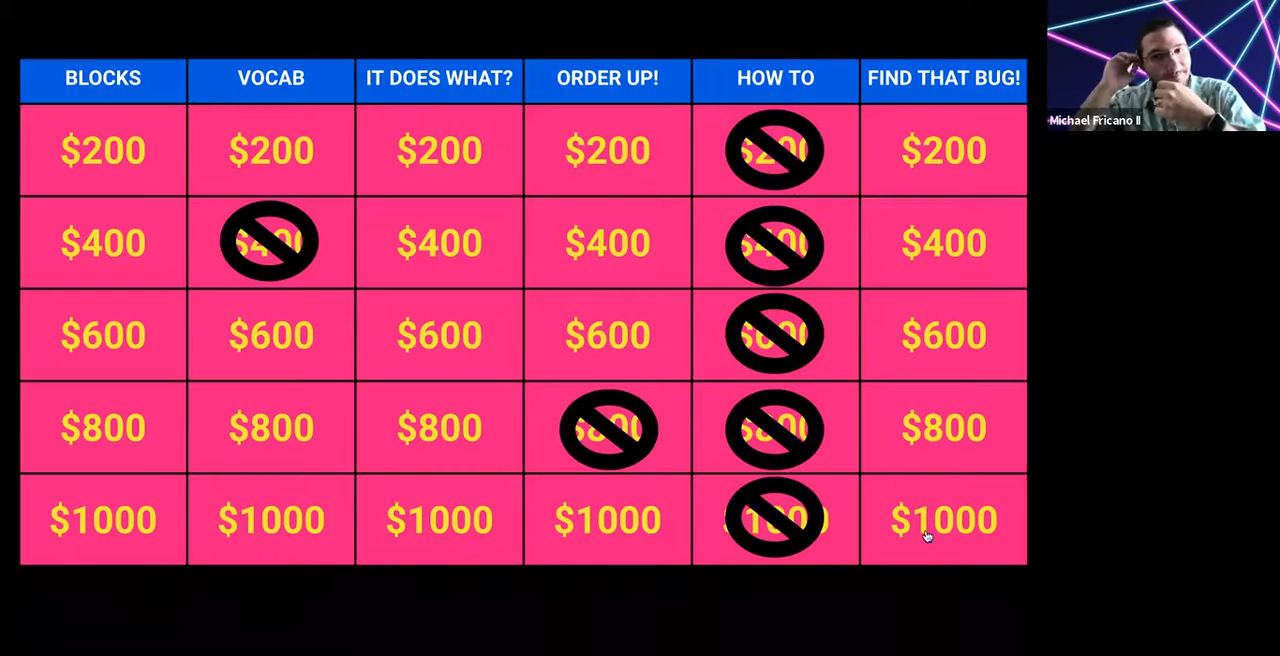 BLOCKS VOCAB IT DOES WHAT? ORDER UP! HOW TO FIND THAT BUG!
$200 $200 $200 $200 $200
$400 $400 $400 $400
$600 $600 $600 $600 $600
$800 $800 $800 $800
$1000 $1000 $1000 $1000 $1000
Michael Fricano II